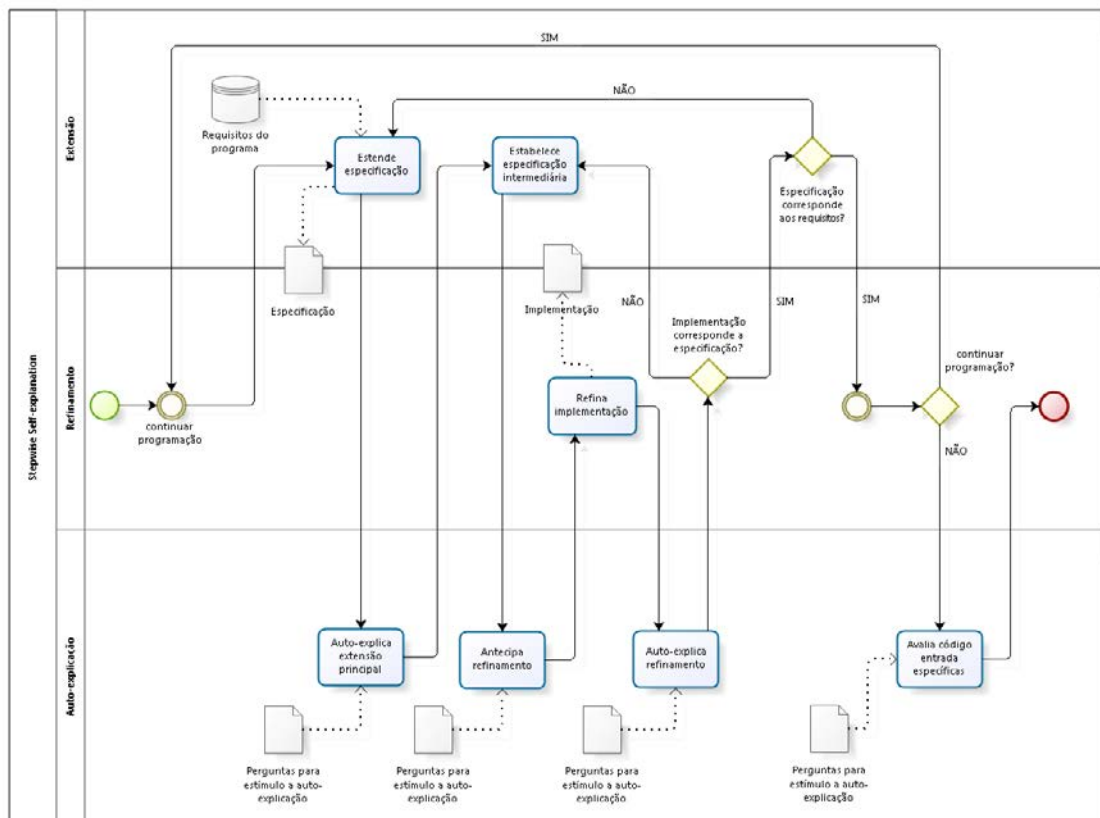 Stepwise Self-explanation
Extensão
SIM
NÃO
Requisitos do
programa
Estende
especificação
Estabelece
especificação
intermediária
Especificação
corresponde
aos requisitos?
Especificação
Implementação
Refinamento
NÃO
SIM
SIM
Implementação
corresponde a
especificação?
continuar
programação?
continuar
programação
Refina
implementação
NÃO
Auto-explicação
Auto-explica
extensão
principal
Antecipa
refinamento
Auto-explica
refinamento
Avalia código
entrada
específicas
Perguntas para
estímulo a auto-
explicação
Perguntas para
estímulo a auto-
explicação
Perguntas para
estímulo a auto-
explicação
Perguntas para
estímulo a auto-
explicação